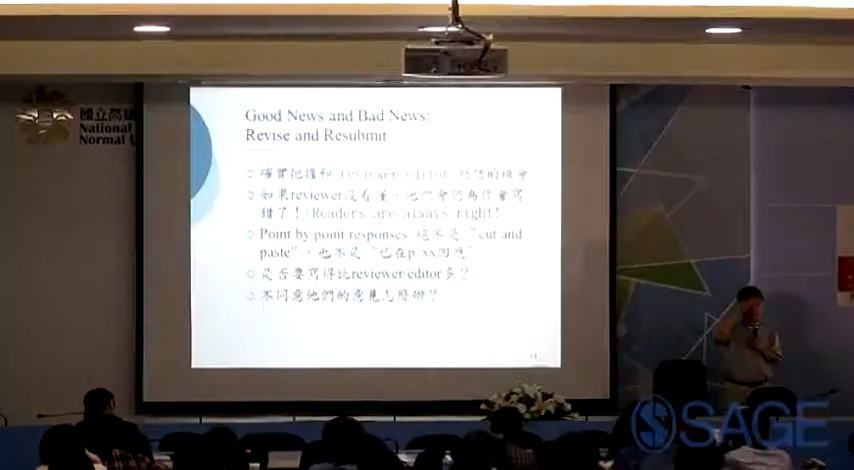 Good News and Bad News:
Revise and Resubmit
確實把握和 reviewer editor 對話的機會
如果reviewer沒看懂，他們會認為什會寫
錯了！(Readers are always right!
Point by point responses 絕不是 "cut and
paste"，也不是 "已在p xx回應"
是否要寫得比reviewer editor多？
不同意他們的意見怎麼辦？
國立高雄
National
Normal U
SAGE